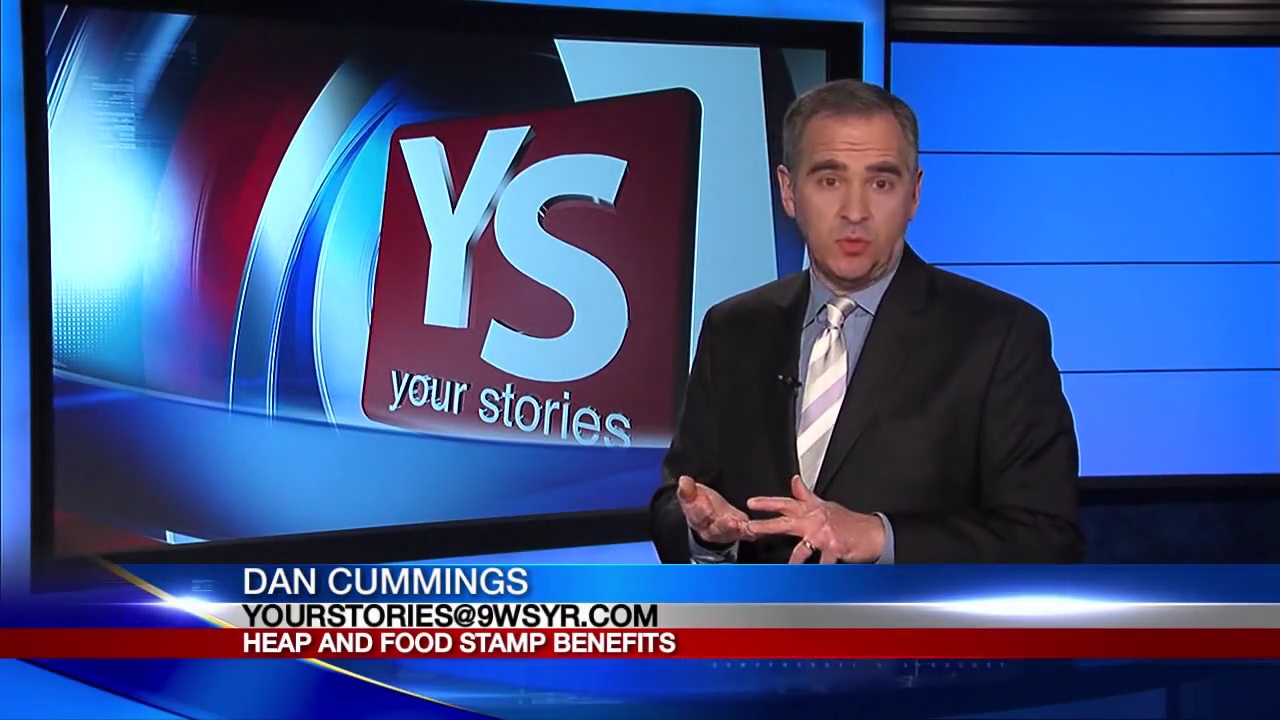 YS
your stories
DAN CUMMINGS
YOURSTORIES@9WSYR.COM
HEAP AND FOOD STAMP BENEFITS